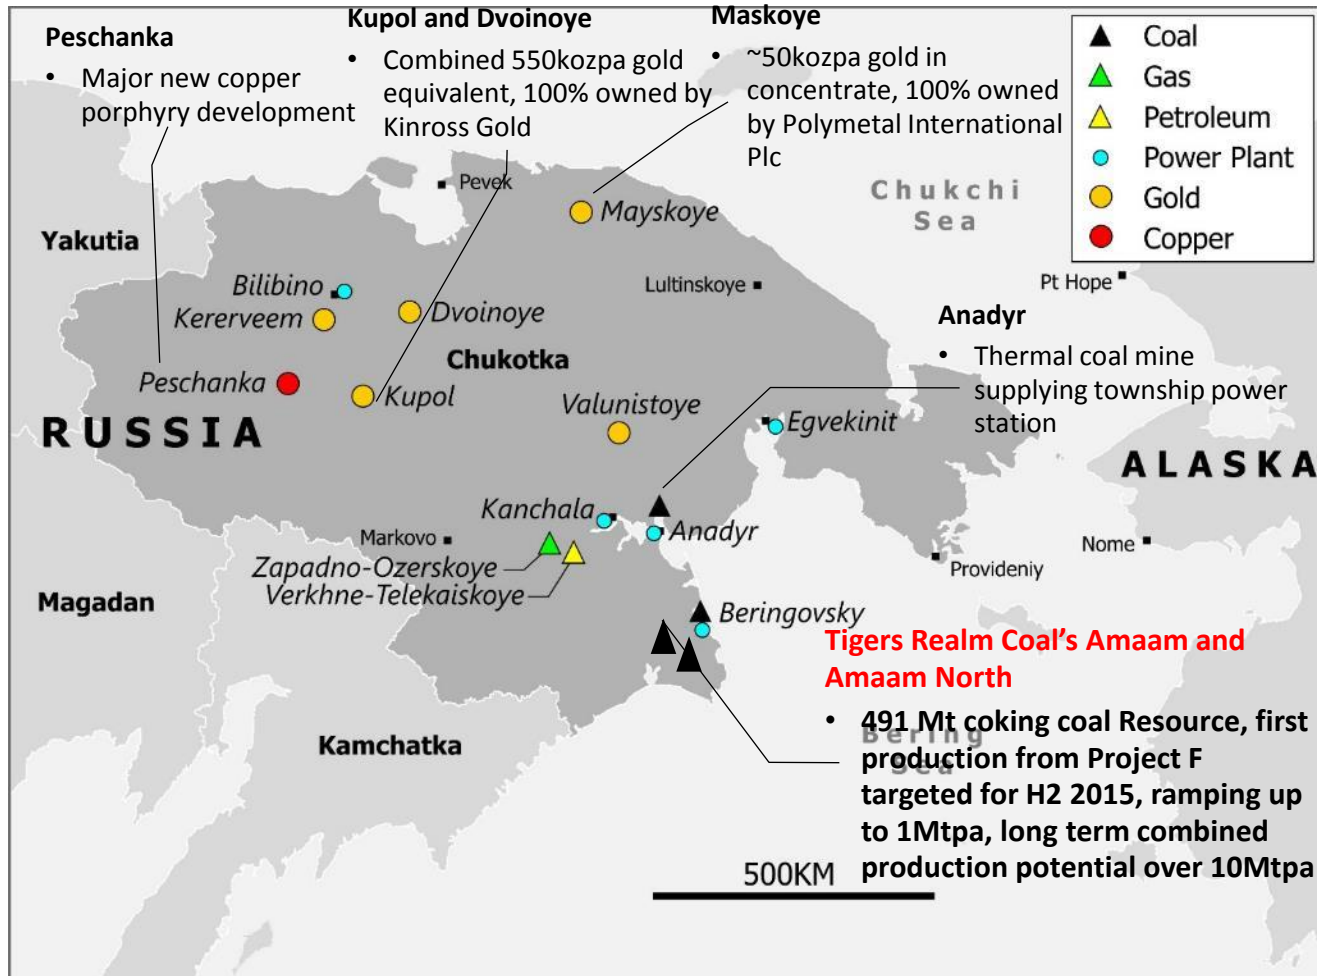 Peschanka
• Major new copper
porphyry development
Kupol and Dvoinoye
• Combined 550kozpa gold
equivalent, 100% owned by
Kinross Gold
Maskoye
• ~50kozpa gold in
concentrate, 100% owned
by Polymetal International
Plc
Coal
Gas
Petroleum
Power Plant
Gold
Copper
Pevek
Mayskoye
Chukchi
Sea
Yakutia
Bilibino
Kererveem
Dvoinoye
Lultinskoye
Pt Hope
Chukotka
Peschanka
Kupol
Valunistoye
Anadyr
• Thermal coal mine
supplying township power
station
RUSSIA
Egvekinit
ALASKA
Kanchala
Anadyr
Markovo
Zapadno-Ozerskoye
Verkhne-Telekaiskoye
Provideniy
Nome
Magadan
Beringovsky
Kamchatka
Tigers Realm Coal's Amaam and
Amaam North
• 491 Mt coking coal Resource, first
production from Project F
targeted for H2 2015, ramping up
to 1Mtpa, long term combined
production potential over 10Mtpa
Bering
Sea
500KM